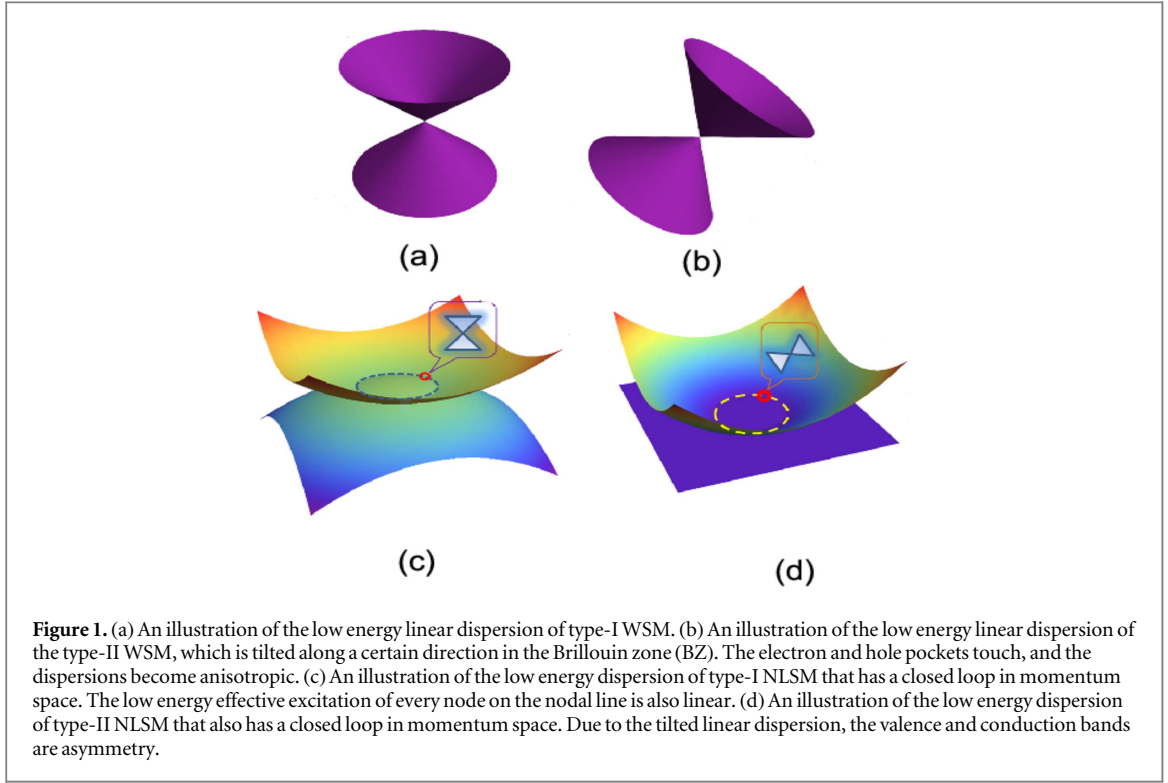 (a)
(b)
(c)
(d)
Figure 1. (a) An illustration of the low energy linear dispersion of type-I WSM. (b) An illustration of the low energy linear dispersion of
the type-II WSM, which is tilted along a certain direction in the Brillouin zone (BZ). The electron and hole pockets touch, and the
dispersions become anisotropic. (c) An illustration of the low energy dispersion of type-I NLSM that has a closed loop in momentum
space. The low energy effective excitation of every node on the nodal line is also linear. (d) An illustration of the low energy dispersion
of type-II NLSM that also has a closed loop in momentum space. Due to the tilted linear dispersion, the valence and conduction bands
are asymmetry.